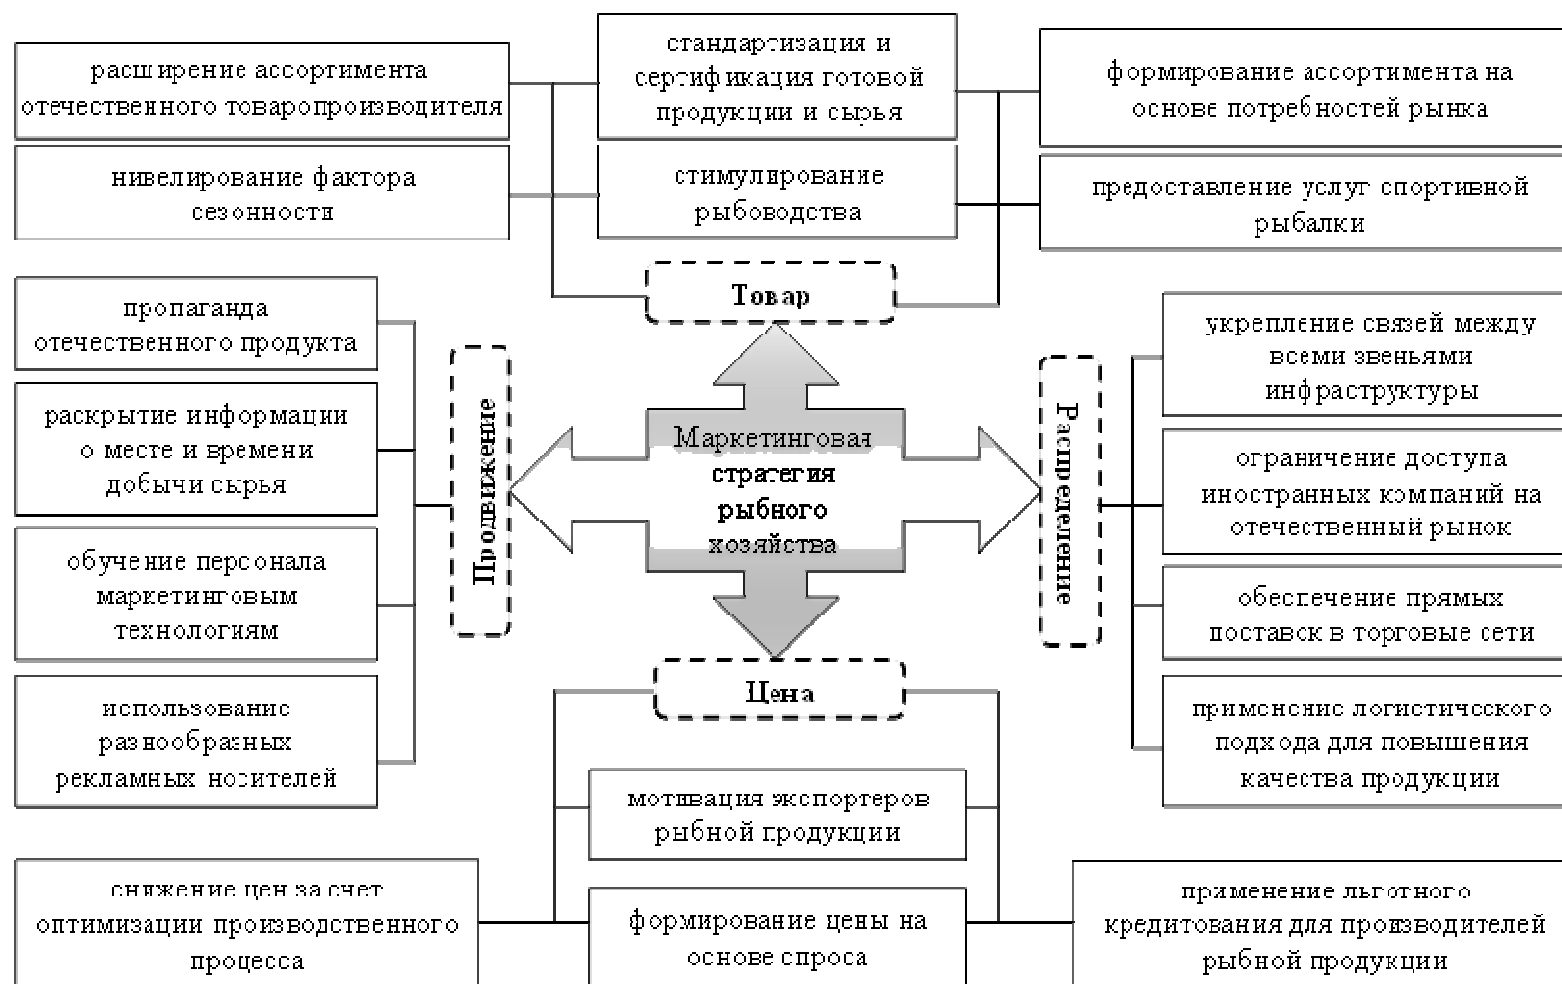 расширение ассортимента
отечественного товаропроизводителя
стандартизация и
сертификация готовой
продукции и сырья
формирование ассортимента на
основе потребностей рынка
нивелирование фактора
сезонности
стимулирование
рыбоводства
предоставление услуг спортивной
рыбалки
Товар
пропаганда
отечественного продукта
раскрытие информации
о месте и времени
добычи сырья
обучение персонала
маркетинговым
технологиям
использование
разнообразных
рекламных носителей
Продвижение
Маркетинговая
стратегия
рыбного
хозяйства
Распределение
укрепление связей между
всеми звеньями
инфраструктуры
ограничение доступа
иностранных компаний на
отечественный рынок
обеспечение прямых
поставок в торговые сети
применение логистического
подхода для повышения
качества продукции
Цена
мотивация экспортеров
рыбной продукции
снижение цен за счет
оптимизации производственного
процесса
формирование цены на
основе спроса
применение льготного
кредитования для производителей
рыбной продукции